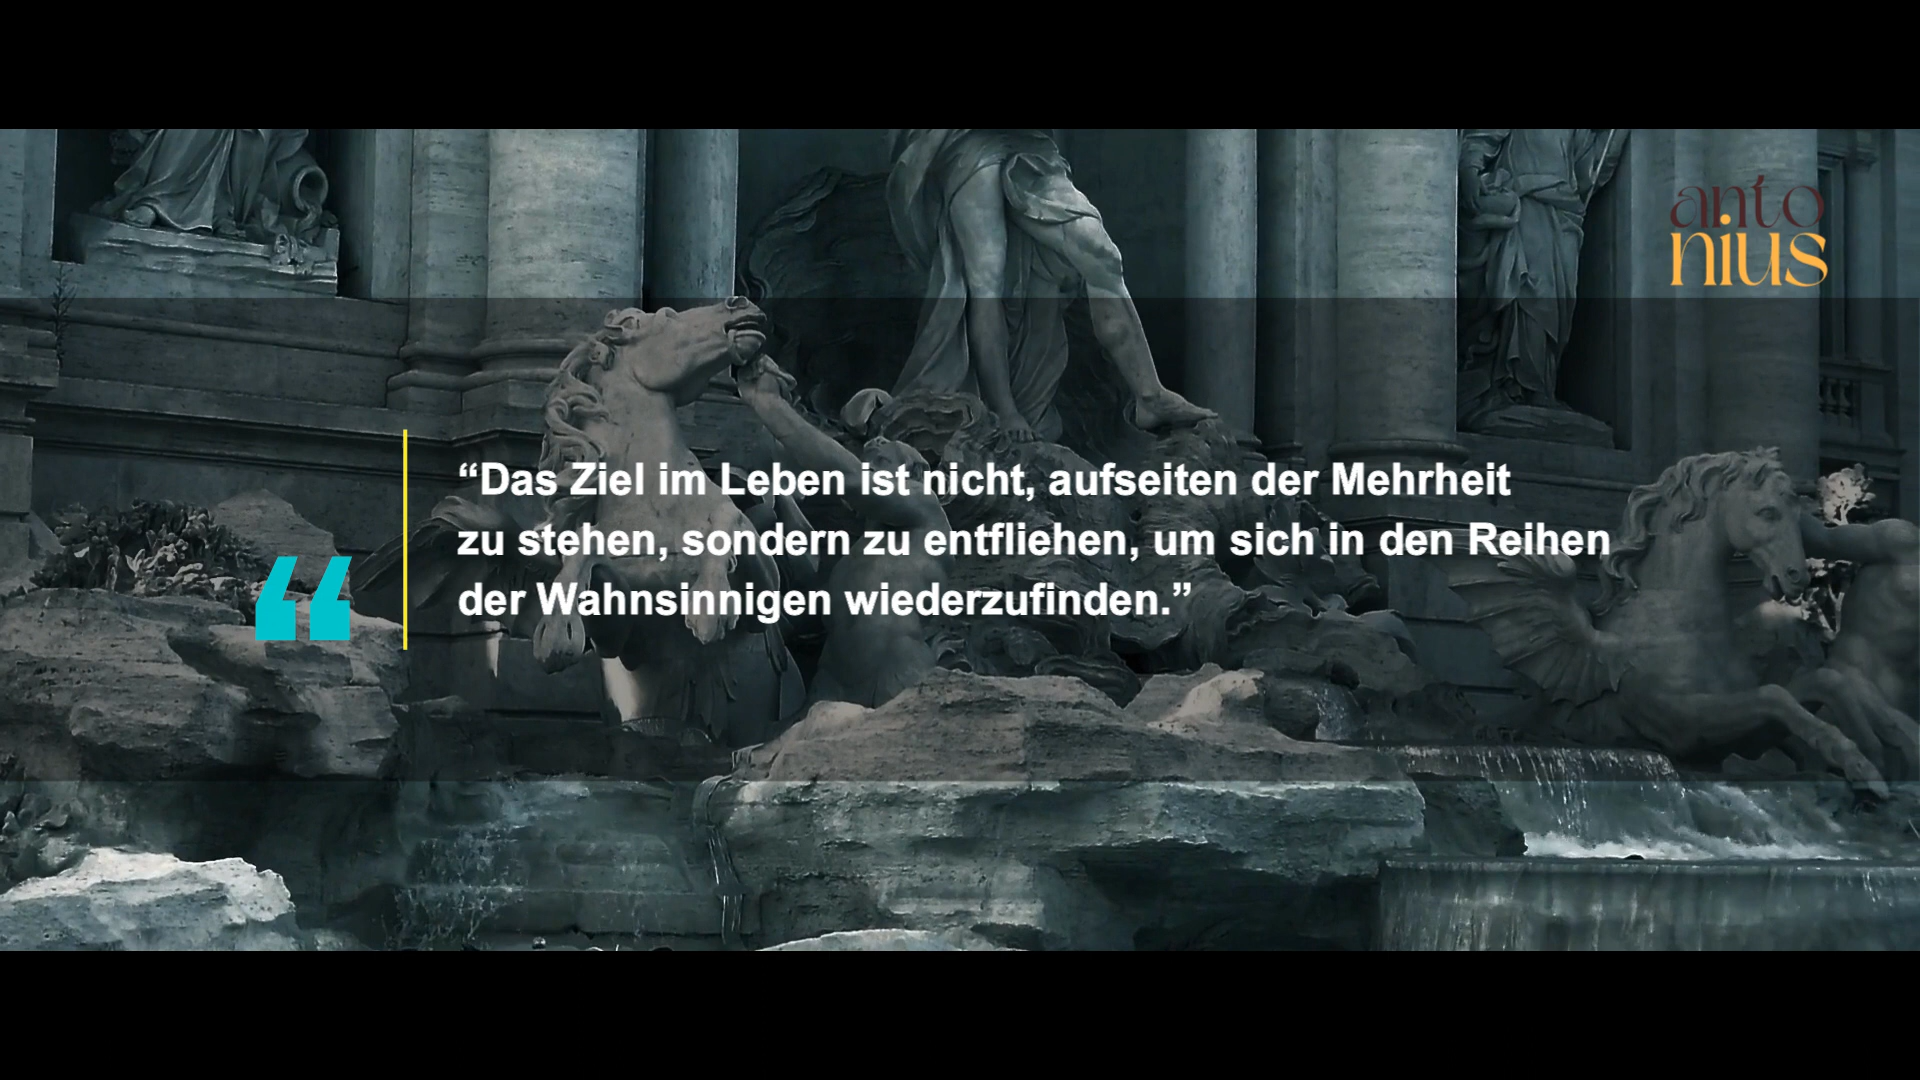 anto
nius
“Das Ziel im Leben ist nicht, aufseiten der Mehrheit
zu stehen, sondern zu entfliehen, um sich in den Reihen
der Wahnsinnigen wiederzufinden.”